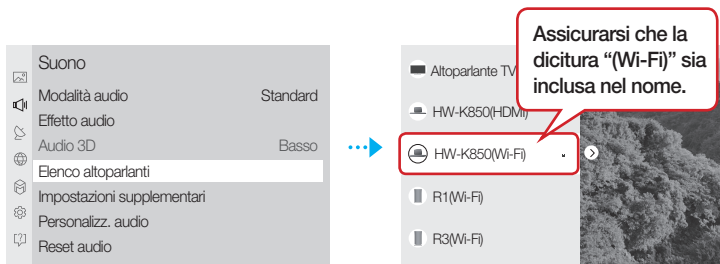 Suono
Modalità audio Standard
Effetto audio
Audio 3D Basso
Elenco altoparlanti
Impostazioni supplementari
Personalizz. audio
Reset audio
Assicurarsi che la
dicitura “(Wi-Fi)” sia
inclusa nel nome.
Altoparlante TV
HW-K850(HDMI)
HW-K850(Wi-Fi)
R1(Wi-Fi)
R3(Wi-Fi)